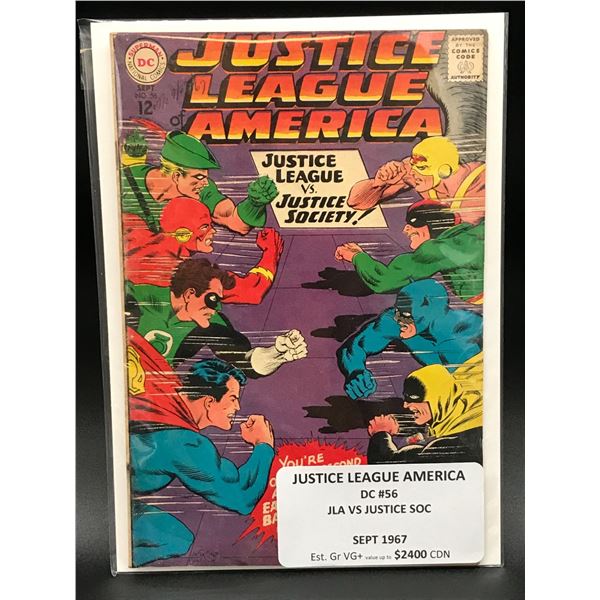 SUPERMAN
DC
NATIONAL COMICS
SEPT
NO. 56
12¢
JUSTICE
LEAGUE
of AMERICA
APPROVED
BY THE
COMICS
CODE
AUTHORITY
JUSTICE
LEAGUE
VS.
JUSTICE
SOCIETY!
YOU'RE
JUSTICE LEAGUE AMERICA
DC #56
JLA VS JUSTICE SOC
SEPT 1967
Est. Gr VG+ value up to $2400 CDN